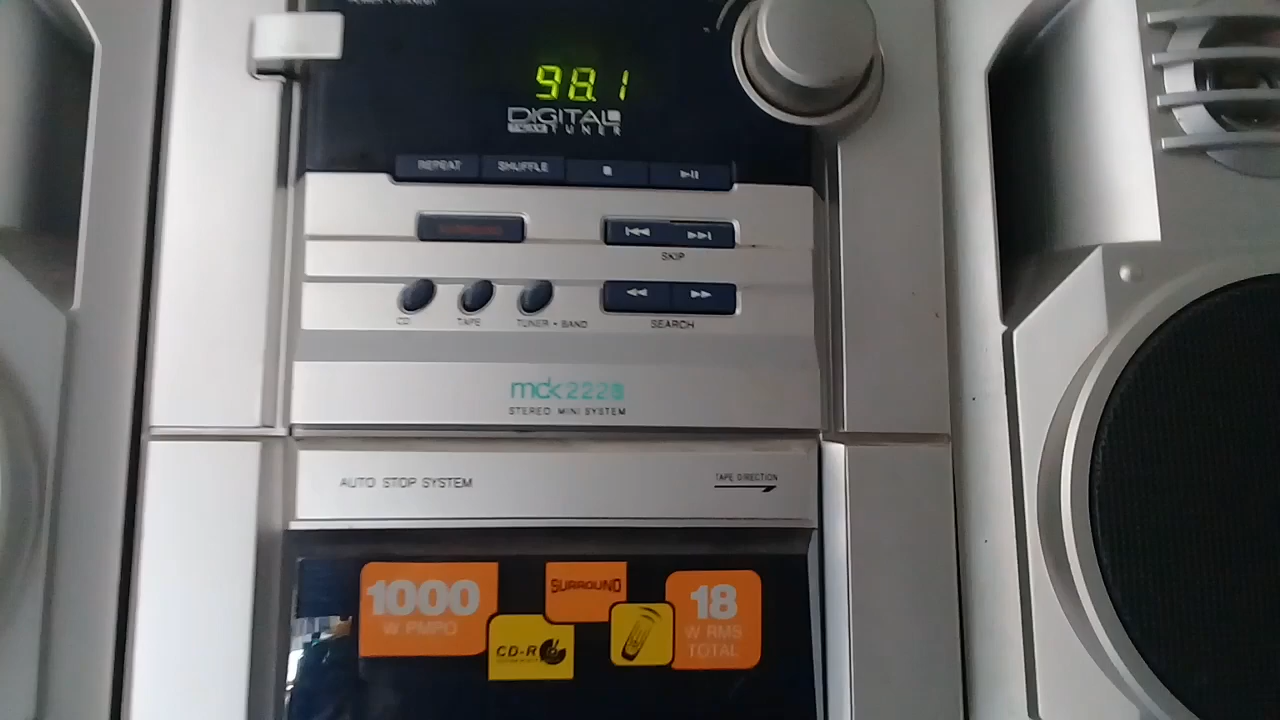 98.1
DIGITAL
TUNER
REPEAT SHUFFLE
SKIP
CD TAPE TUNER • BAND SEARCH
mck222
STEREO MINI SYSTEM
AUTO STOP SYSTEM
TAPE DIRECTION
1000
W PMPO
SURROUND
18
W RMS
TOTAL
CD-R